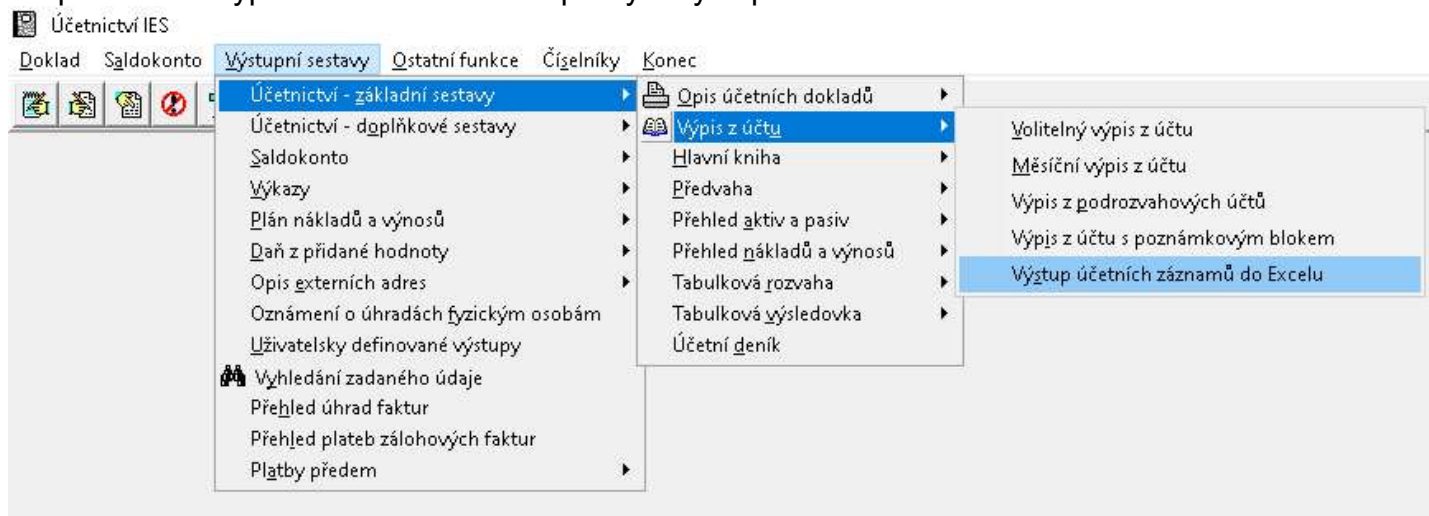 Účetnictví IES
Doklad Saldokonto Výstupní sestavy Ostatní funkce Číselníky Konec
Účetnictví - základní sestavy
Účetnictví - doplňkové sestavy
Saldokonto
Výkazy
Plán nákladů a výnosů
Daň z přidané hodnoty
Opis externích adres
Oznámení o úhradách fyzickým osobám
Uživatelsky definované výstupy
Vyhledání zadaného údaje
Přehled úhrad faktur
Přehled plateb zálohových faktur
Platby předem
Opis účetních dokladů
Výpis z účtu
Hlavní kniha
Předvaha
Přehled aktiv a pasiv
Přehled nákladů a výnosů
Tabulková rozvaha
Tabulková výsledovka
Účetní deník
Volitelný výpis z účtu
Měsíční výpis z účtu
Výpis z podrozvahových účtů
Výpis z účtu s poznámkovým blokem
Výstup účetních záznamů do Excelu